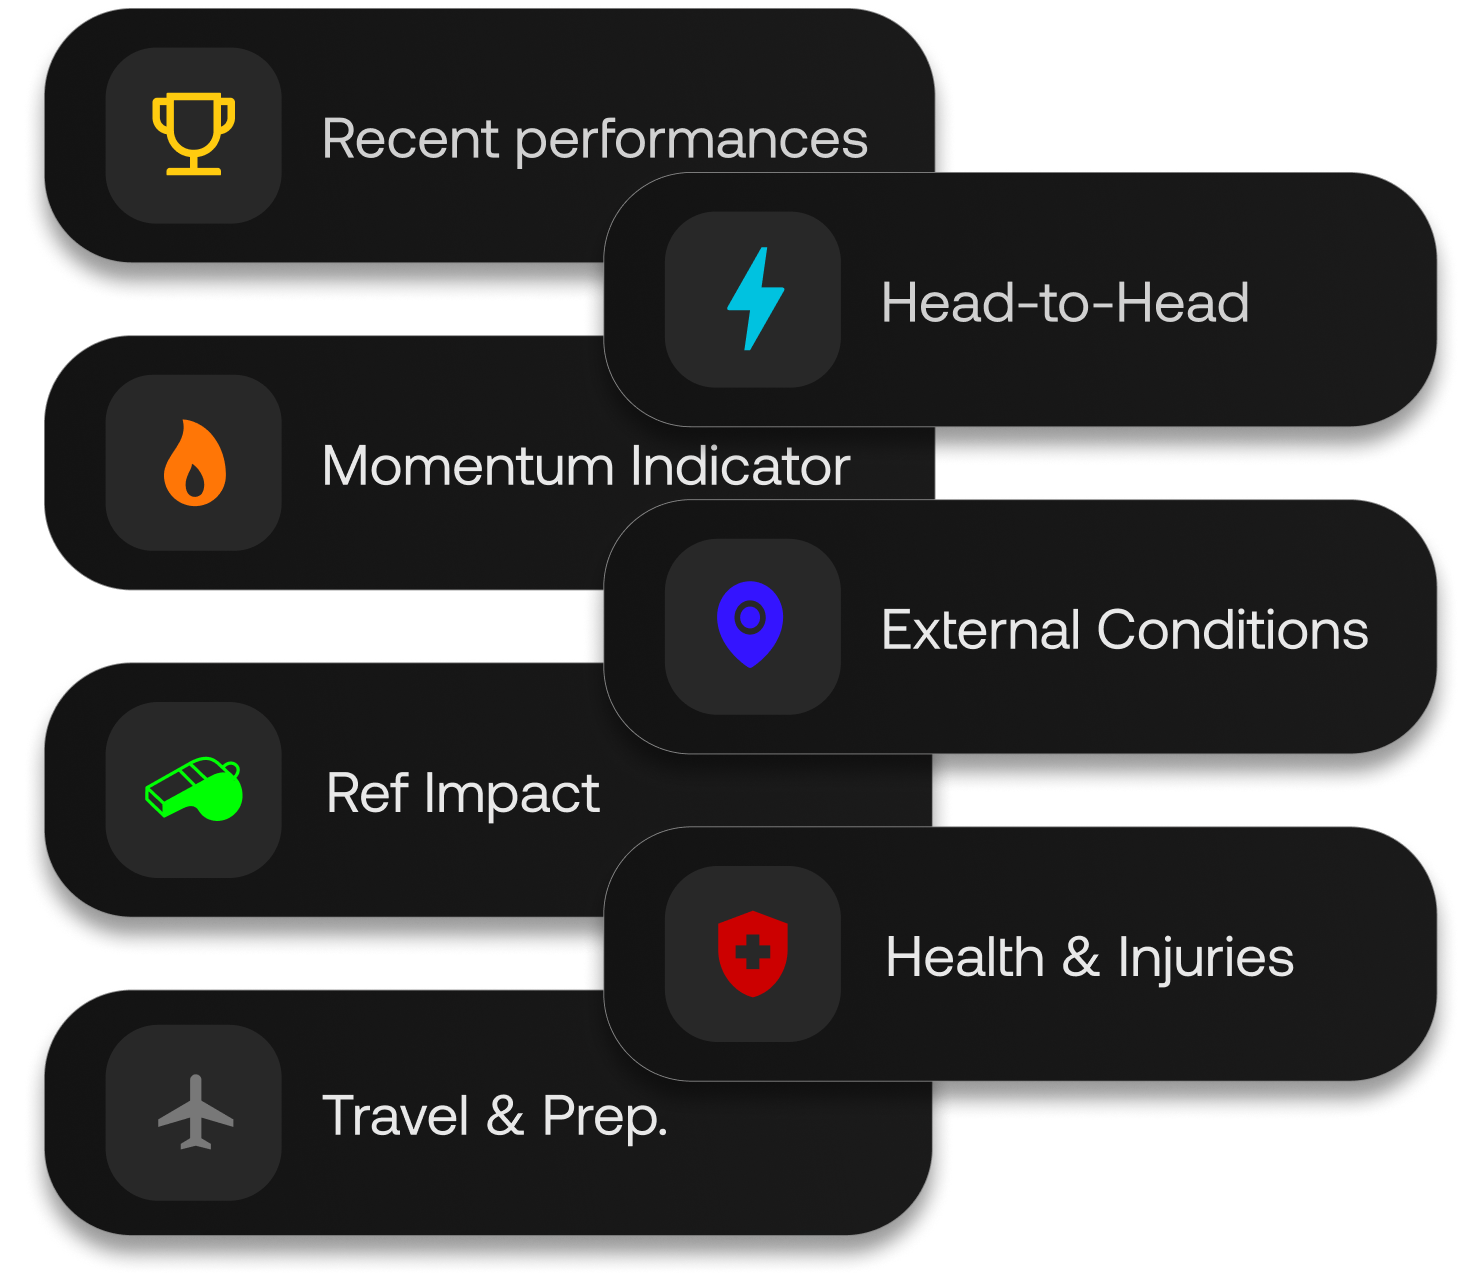 Recent performances
Head-to-Head
Momentum Indicator
External Conditions
Ref Impact
Health & Injuries
Travel & Prep.